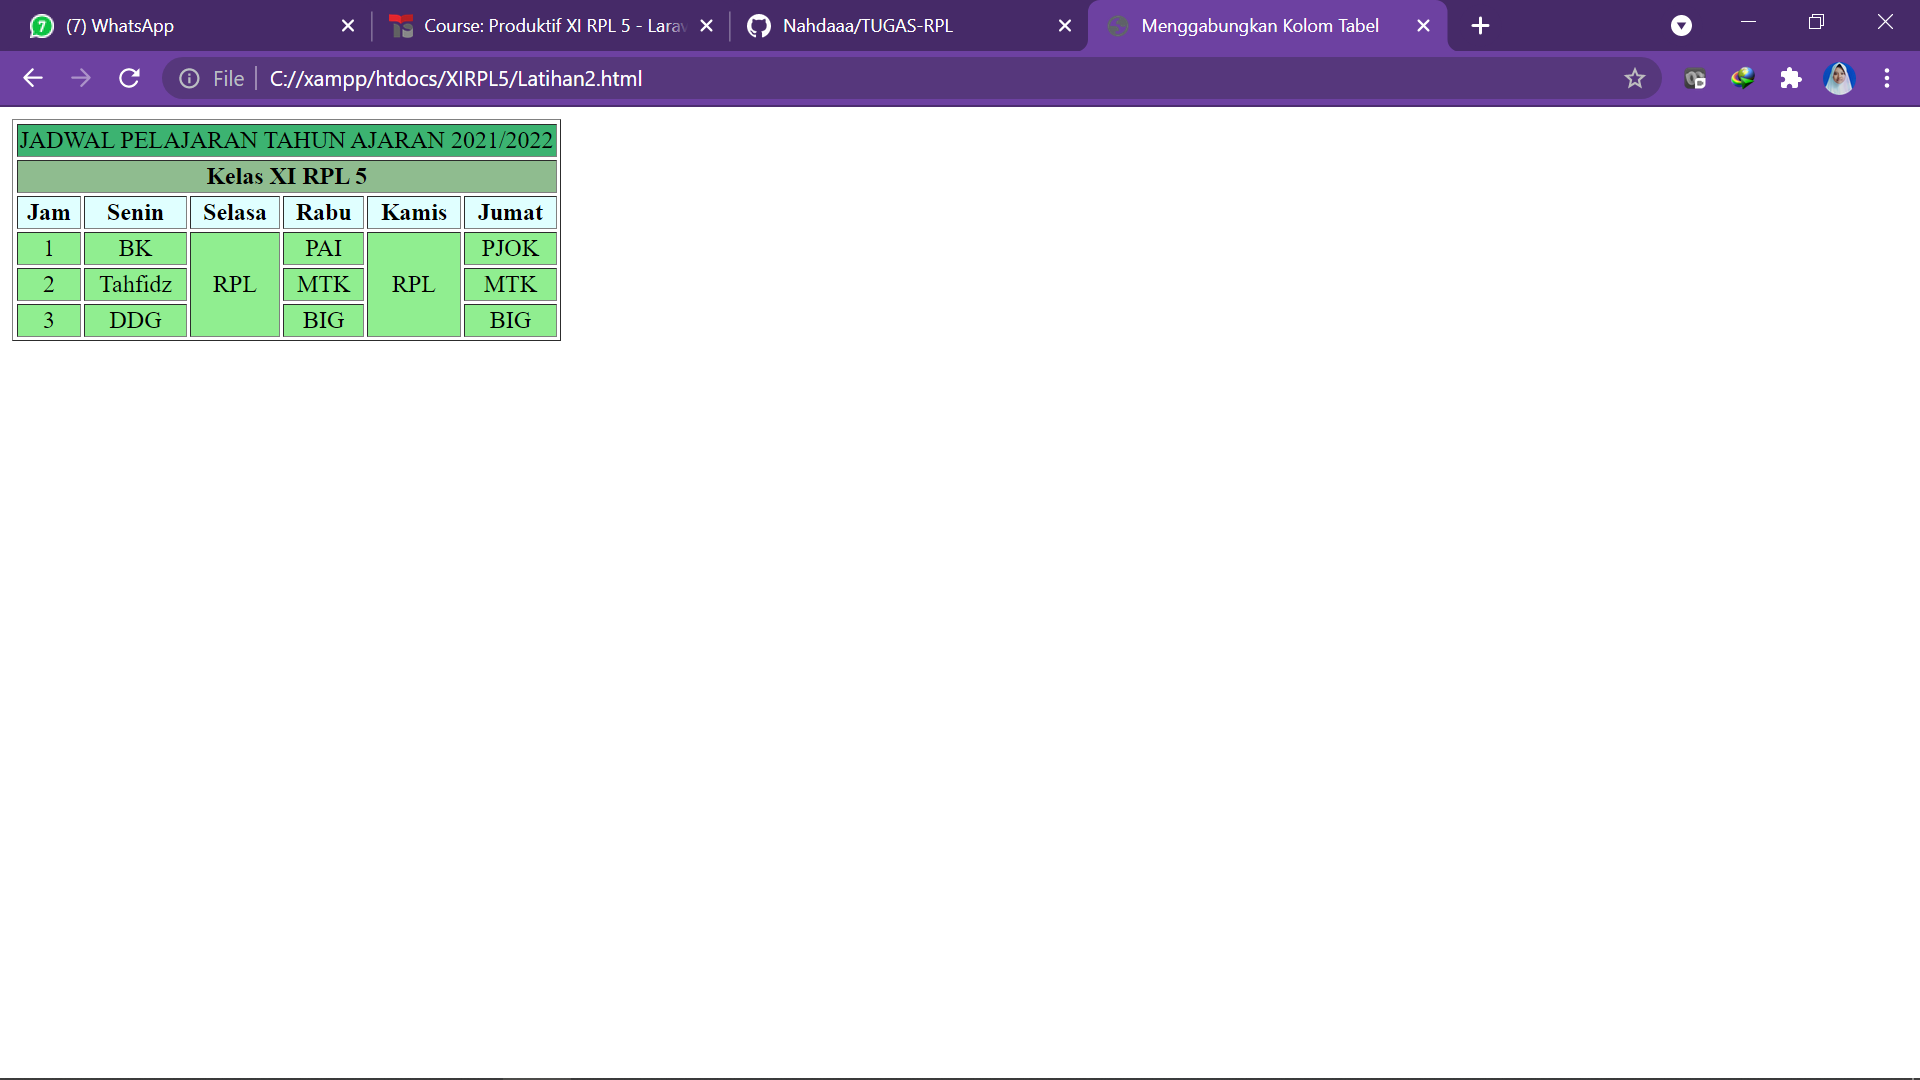 (7) WhatsApp
Course: Produktif XI RPL 5 - Larav
Nahdaaa/TUGAS-RPL
Menggabungkan Kolom Tabel
File
C://xampp/htdocs/XIRPL5/Latihan2.html
JADWAL PELAJARAN TAHUN AJARAN 2021/2022
Kelas XI RPL 5
Jam Senin Selasa Rabu Kamis Jumat
1 BK PAI PJOK
2 Tahfidz RPL MTK RPL MTK
3 DDG BIG BIG